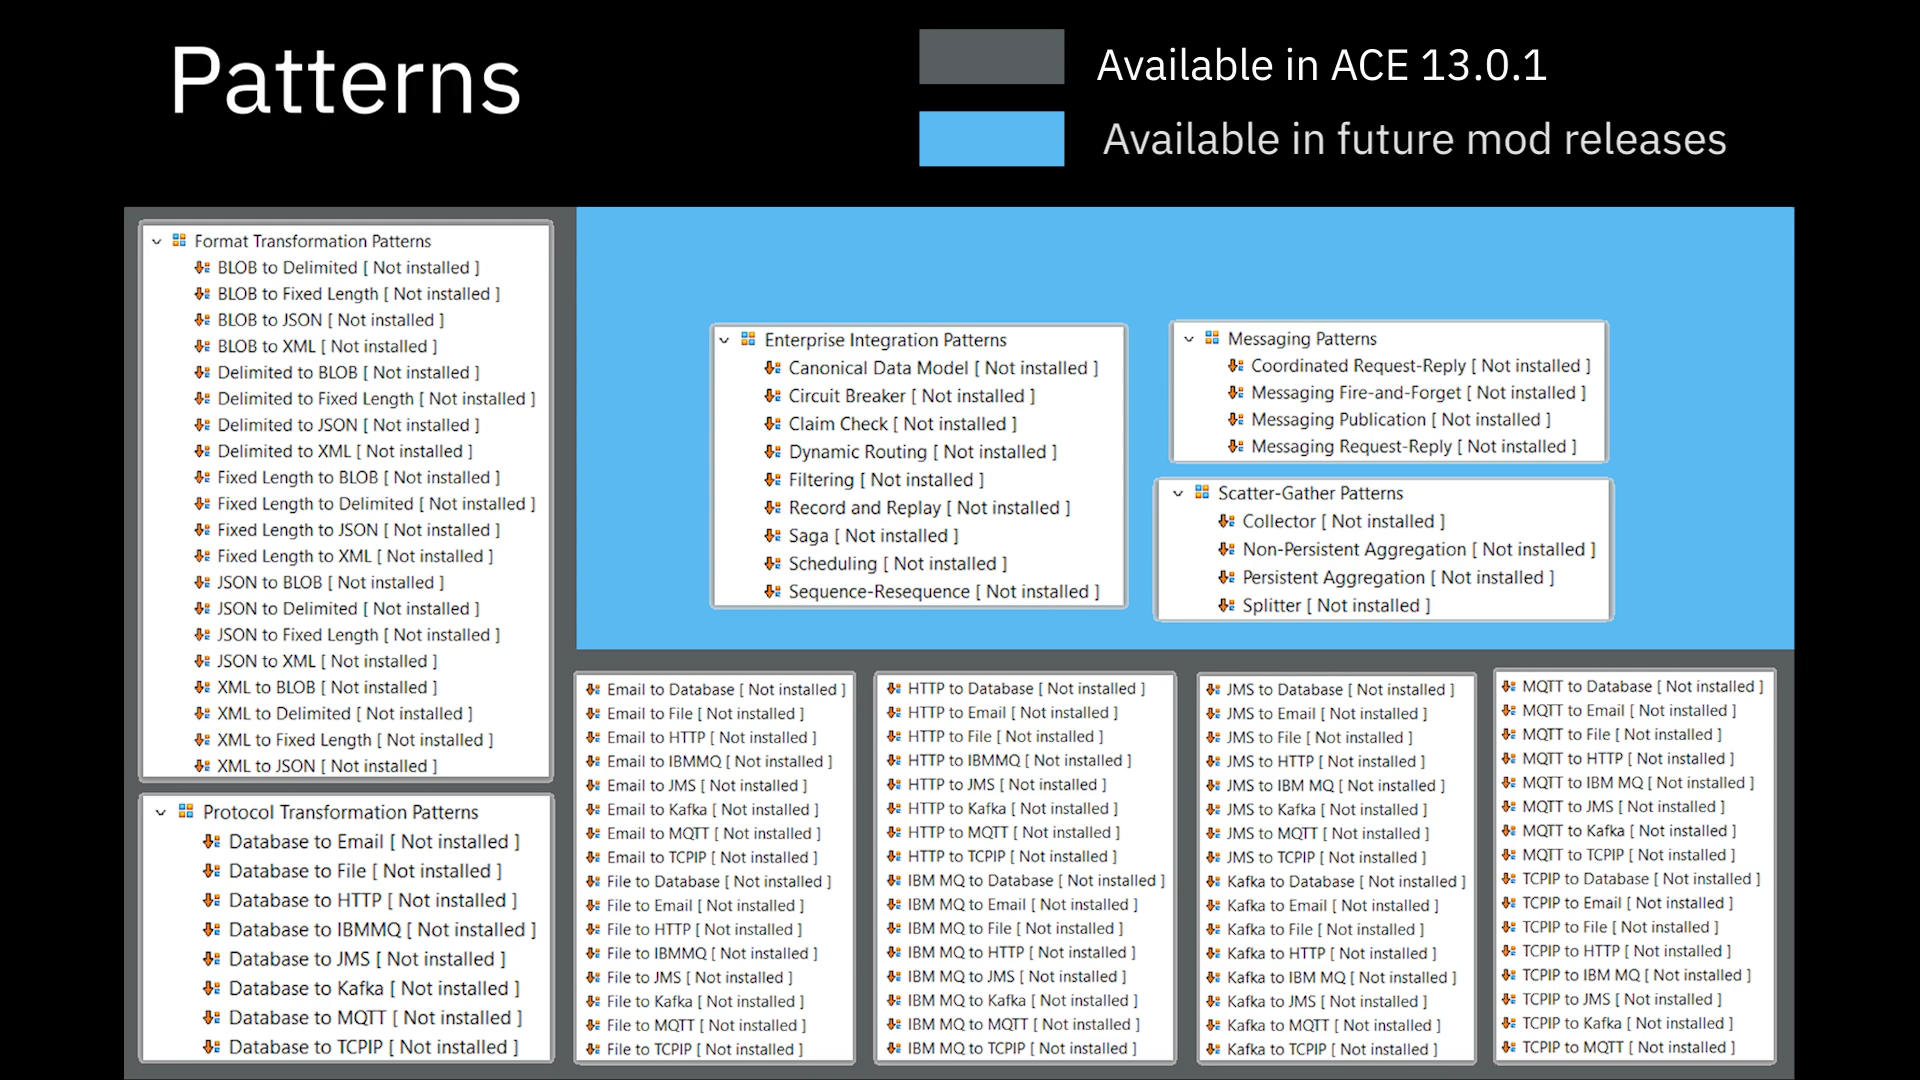 Patterns
Available in ACE 13.0.1
Available in future mod releases
Format Transformation Patterns
BLOB to Delimited [ Not installed ]
BLOB to Fixed Length [ Not installed ]
BLOB to JSON [ Not installed ]
BLOB to XML [ Not installed ]
Delimited to BLOB [ Not installed ]
Delimited to Fixed Length [ Not installed ]
Delimited to JSON [ Not installed ]
Delimited to XML [ Not installed ]
Fixed Length to BLOB [ Not installed ]
Fixed Length to Delimited [ Not installed ]
Fixed Length to JSON [ Not installed ]
Fixed Length to XML [ Not installed ]
JSON to BLOB [ Not installed ]
JSON to Delimited [ Not installed ]
JSON to Fixed Length [ Not installed ]
JSON to XML [ Not installed ]
XML to BLOB [ Not installed ]
XML to Delimited [ Not installed ]
XML to Fixed Length [ Not installed ]
XML to JSON [ Not installed ]
Enterprise Integration Patterns
Canonical Data Model [ Not installed ]
Circuit Breaker [ Not installed ]
Claim Check [ Not installed ]
Dynamic Routing [ Not installed ]
Filtering [ Not installed ]
Record and Replay [ Not installed ]
Saga [ Not installed ]
Scheduling [ Not installed ]
Sequence-Resequence [ Not installed ]
Messaging Patterns
Coordinated Request-Reply [ Not installed ]
Messaging Fire-and-Forget [ Not installed ]
Messaging Publication [ Not installed ]
Messaging Request-Reply [ Not installed ]
Scatter-Gather Patterns
Collector [ Not installed ]
Non-Persistent Aggregation [ Not installed ]
Persistent Aggregation [ Not installed ]
Splitter [ Not installed ]
Protocol Transformation Patterns
Database to Email [ Not installed ]
Database to File [ Not installed ]
Database to HTTP [ Not installed ]
Database to IBMMQ [ Not installed ]
Database to JMS [ Not installed ]
Database to Kafka [ Not installed ]
Database to MQTT [ Not installed ]
Database to TCPIP [ Not installed ]
Email to Database [ Not installed ]
Email to File [ Not installed ]
Email to HTTP [ Not installed ]
Email to IBMMQ [ Not installed ]
Email to JMS [ Not installed ]
Email to Kafka [ Not installed ]
Email to MQTT [ Not installed ]
Email to TCPIP [ Not installed ]
File to Database [ Not installed ]
File to Email [ Not installed ]
File to HTTP [ Not installed ]
File to IBMMQ [ Not installed ]
File to JMS [ Not installed ]
File to Kafka [ Not installed ]
File to MQTT [ Not installed ]
File to TCPIP [ Not installed ]
HTTP to Database [ Not installed ]
HTTP to Email [ Not installed ]
HTTP to File [ Not installed ]
HTTP to IBMMQ [ Not installed ]
HTTP to JMS [ Not installed ]
HTTP to Kafka [ Not installed ]
HTTP to MQTT [ Not installed ]
HTTP to TCPIP [ Not installed ]
IBM MQ to Database [ Not installed ]
IBM MQ to Email [ Not installed ]
IBM MQ to File [ Not installed ]
IBM MQ to HTTP [ Not installed ]
IBM MQ to JMS [ Not installed ]
IBM MQ to Kafka [ Not installed ]
IBM MQ to MQTT [ Not installed ]
IBM MQ to TCPIP [ Not installed ]
JMS to Database [ Not installed ]
JMS to Email [ Not installed ]
JMS to File [ Not installed ]
JMS to HTTP [ Not installed ]
JMS to IBM MQ [ Not installed ]
JMS to Kafka [ Not installed ]
JMS to MQTT [ Not installed ]
JMS to TCPIP [ Not installed ]
Kafka to Database [ Not installed ]
Kafka to Email [ Not installed ]
Kafka to File [ Not installed ]
Kafka to HTTP [ Not installed ]
Kafka to IBM MQ [ Not installed ]
Kafka to JMS [ Not installed ]
Kafka to MQTT [ Not installed ]
Kafka to TCPIP [ Not installed ]
MQTT to Database [ Not installed ]
MQTT to Email [ Not installed ]
MQTT to File [ Not installed ]
MQTT to HTTP [ Not installed ]
MQTT to IBM MQ [ Not installed ]
MQTT to JMS [ Not installed ]
MQTT to Kafka [ Not installed ]
MQTT to TCPIP [ Not installed ]
TCPIP to Database [ Not installed ]
TCPIP to Email [ Not installed ]
TCPIP to File [ Not installed ]
TCPIP to HTTP [ Not installed ]
TCPIP to IBM MQ [ Not installed ]
TCPIP to JMS [ Not installed ]
TCPIP to Kafka [ Not installed ]
TCPIP to MQTT [ Not installed ]